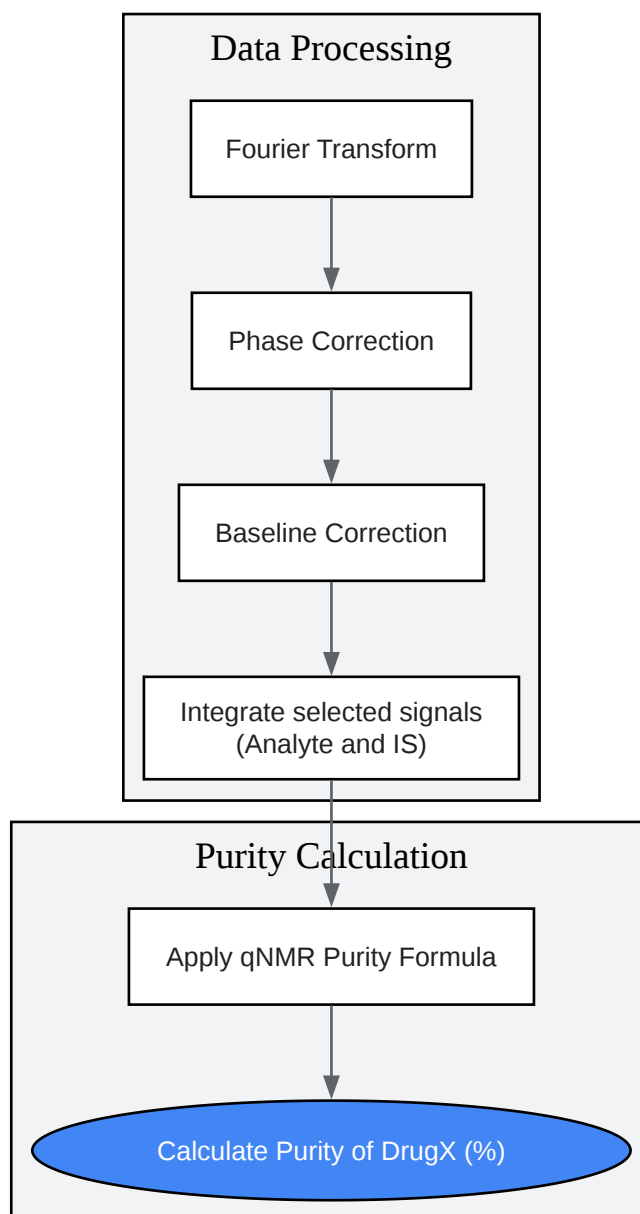 Data Processing
Fourier Transform
Phase Correction
Baseline Correction
Integrate selected signals
(Analyte and IS)
Purity Calculation
Apply qNMR Purity Formula
Calculate Purity of DrugX (%)